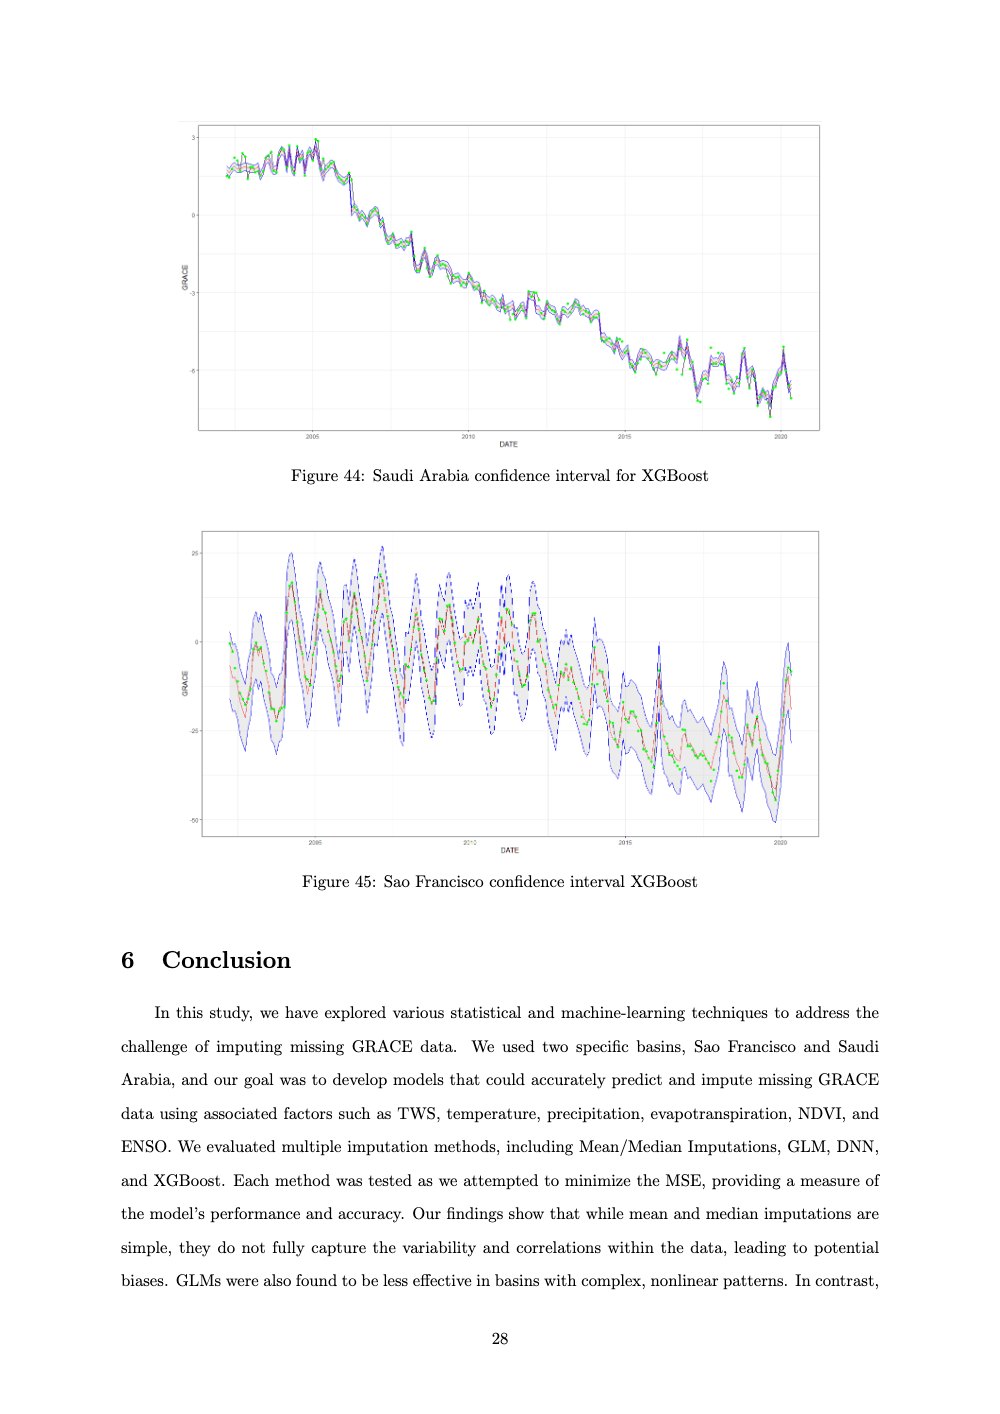 3
0
-3
-6
GRACE
2005
2010
2015
2020
DATE
Figure 44: Saudi Arabia confidence interval for XGBoost
25
0
-25
-50
GRACE
2005
2010
2015
2020
DATE
Figure 45: Sao Francisco confidence interval XGBoost
6 Conclusion
In this study, we have explored various statistical and machine-learning techniques to address the
challenge of imputing missing GRACE data. We used two specific basins, Sao Francisco and Saudi
Arabia, and our goal was to develop models that could accurately predict and impute missing GRACE
data using associated factors such as TWS, temperature, precipitation, evapotranspiration, NDVI, and
ENSO. We evaluated multiple imputation methods, including Mean/Median Imputations, GLM, DNN,
and XGBoost. Each method was tested as we attempted to minimize the MSE, providing a measure of
the model's performance and accuracy. Our findings show that while mean and median imputations are
simple, they do not fully capture the variability and correlations within the data, leading to potential
biases. GLMs were also found to be less effective in basins with complex, nonlinear patterns. In contrast,
28